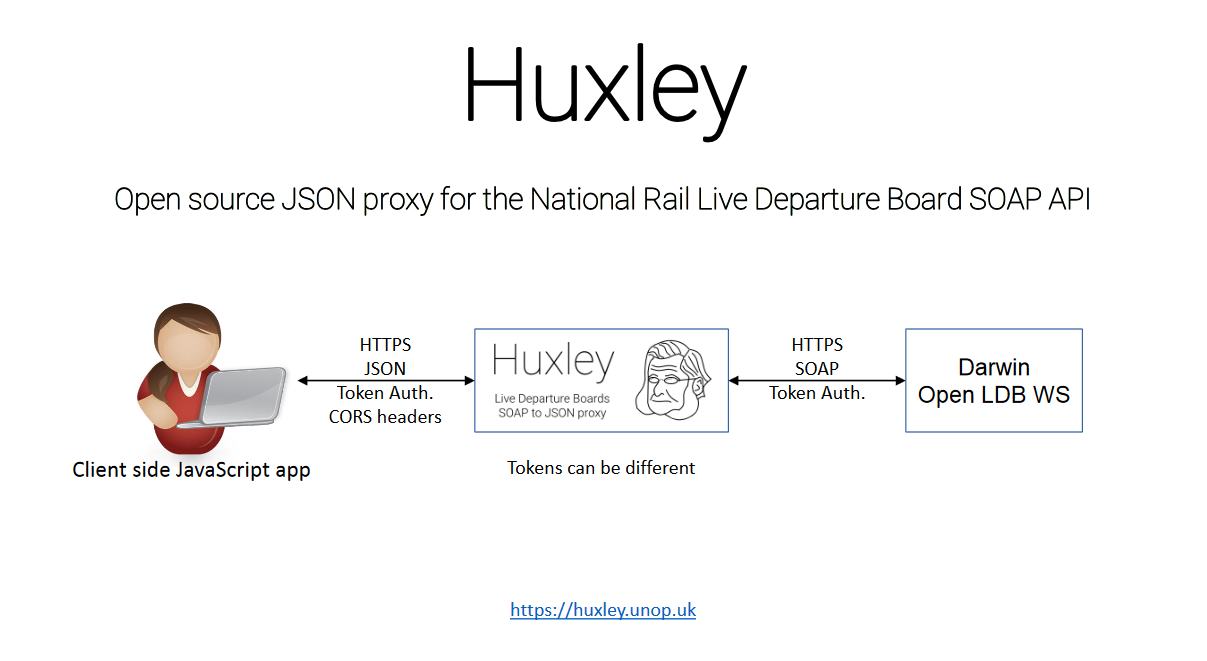 Huxley
Open source JSON proxy for the National Rail Live Departure Board SOAP API
HTTPS
JSON
Token Auth.
CORS headers
Client side JavaScript app
Huxley
Live Departure Boards
SOAP to JSON proxy
Tokens can be different
HTTPS
SOAP
Token Auth.
Darwin
Open LDB WS
https://huxley.unop.uk